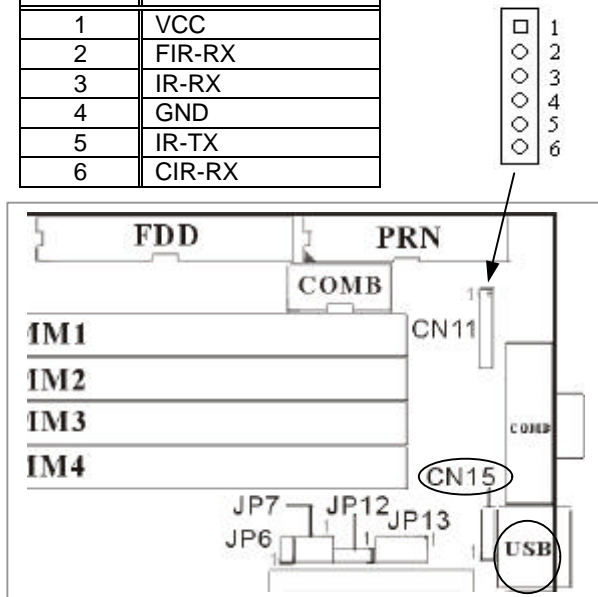 1 VCC
2 FIR-RX
3 IR-RX
4 GND
5 IR-TX
6 CIR-RX
1
2
3
4
5
6
FDD
PRN
COMB
1
CN11
IM1
IM2
IM3
IM4
COMB
CN15
JP7
JP12
JP13
JP6
1
1
1
1
1
USB